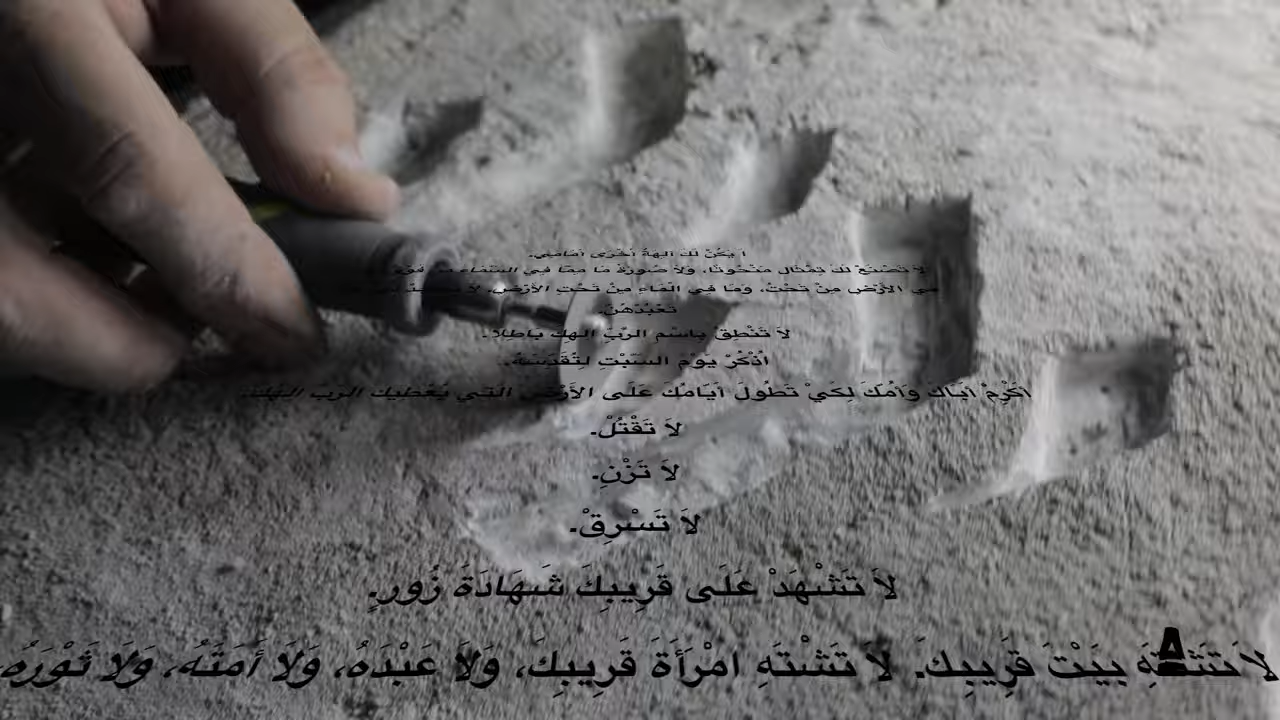 يَكُنْ لَكَ آلِهَةٌ أُخْرَى أَمَامِي.
لاَ تَصْنَعْ لَكَ تِمْثَالاً مَنْحُوتًا، وَلاَ صُورَةً مَا مِمَّا فِي السَّمَاءِ
فِي الأَرْضِ مِنْ تَحْتُ، وَمَا فِي الْمَاءِ مِنْ تَحْتِ الأَرْضِ. لاَ
تَعْبُدْهُنَّ.
لاَ تَنْطِقْ بِاسْمِ الرَّبِّ إِلهِكَ بَاطِلاً.
اُذْكُرْ يَوْمَ السَّبْتِ لِتُقَدِّسَهُ.
أَكْرِمْ أَبَاكَ وَأُمَّكَ لِكَيْ تَطُولَ أَيَّامُكَ عَلَى الأَرْضِ الَّتِي يُعْطِيكَ الرَّبُّ إِلهُكَ.
لاَ تَقْتُلْ.
لاَ تَزْنِ.
لاَ تَسْرِقْ.
لاَ تَشْهَدْ عَلَى قَرِيبِكَ شَهَادَةَ زُورٍ.
لاَ تَشْتَهِ بَيْتَ قَرِيبِكَ. لاَ تَشْتَهِ امْرَأَةَ قَرِيبِكَ، وَلاَ عَبْدَهُ، وَلاَ أَمَتَهُ، وَلاَ ثَوْرَهُ،